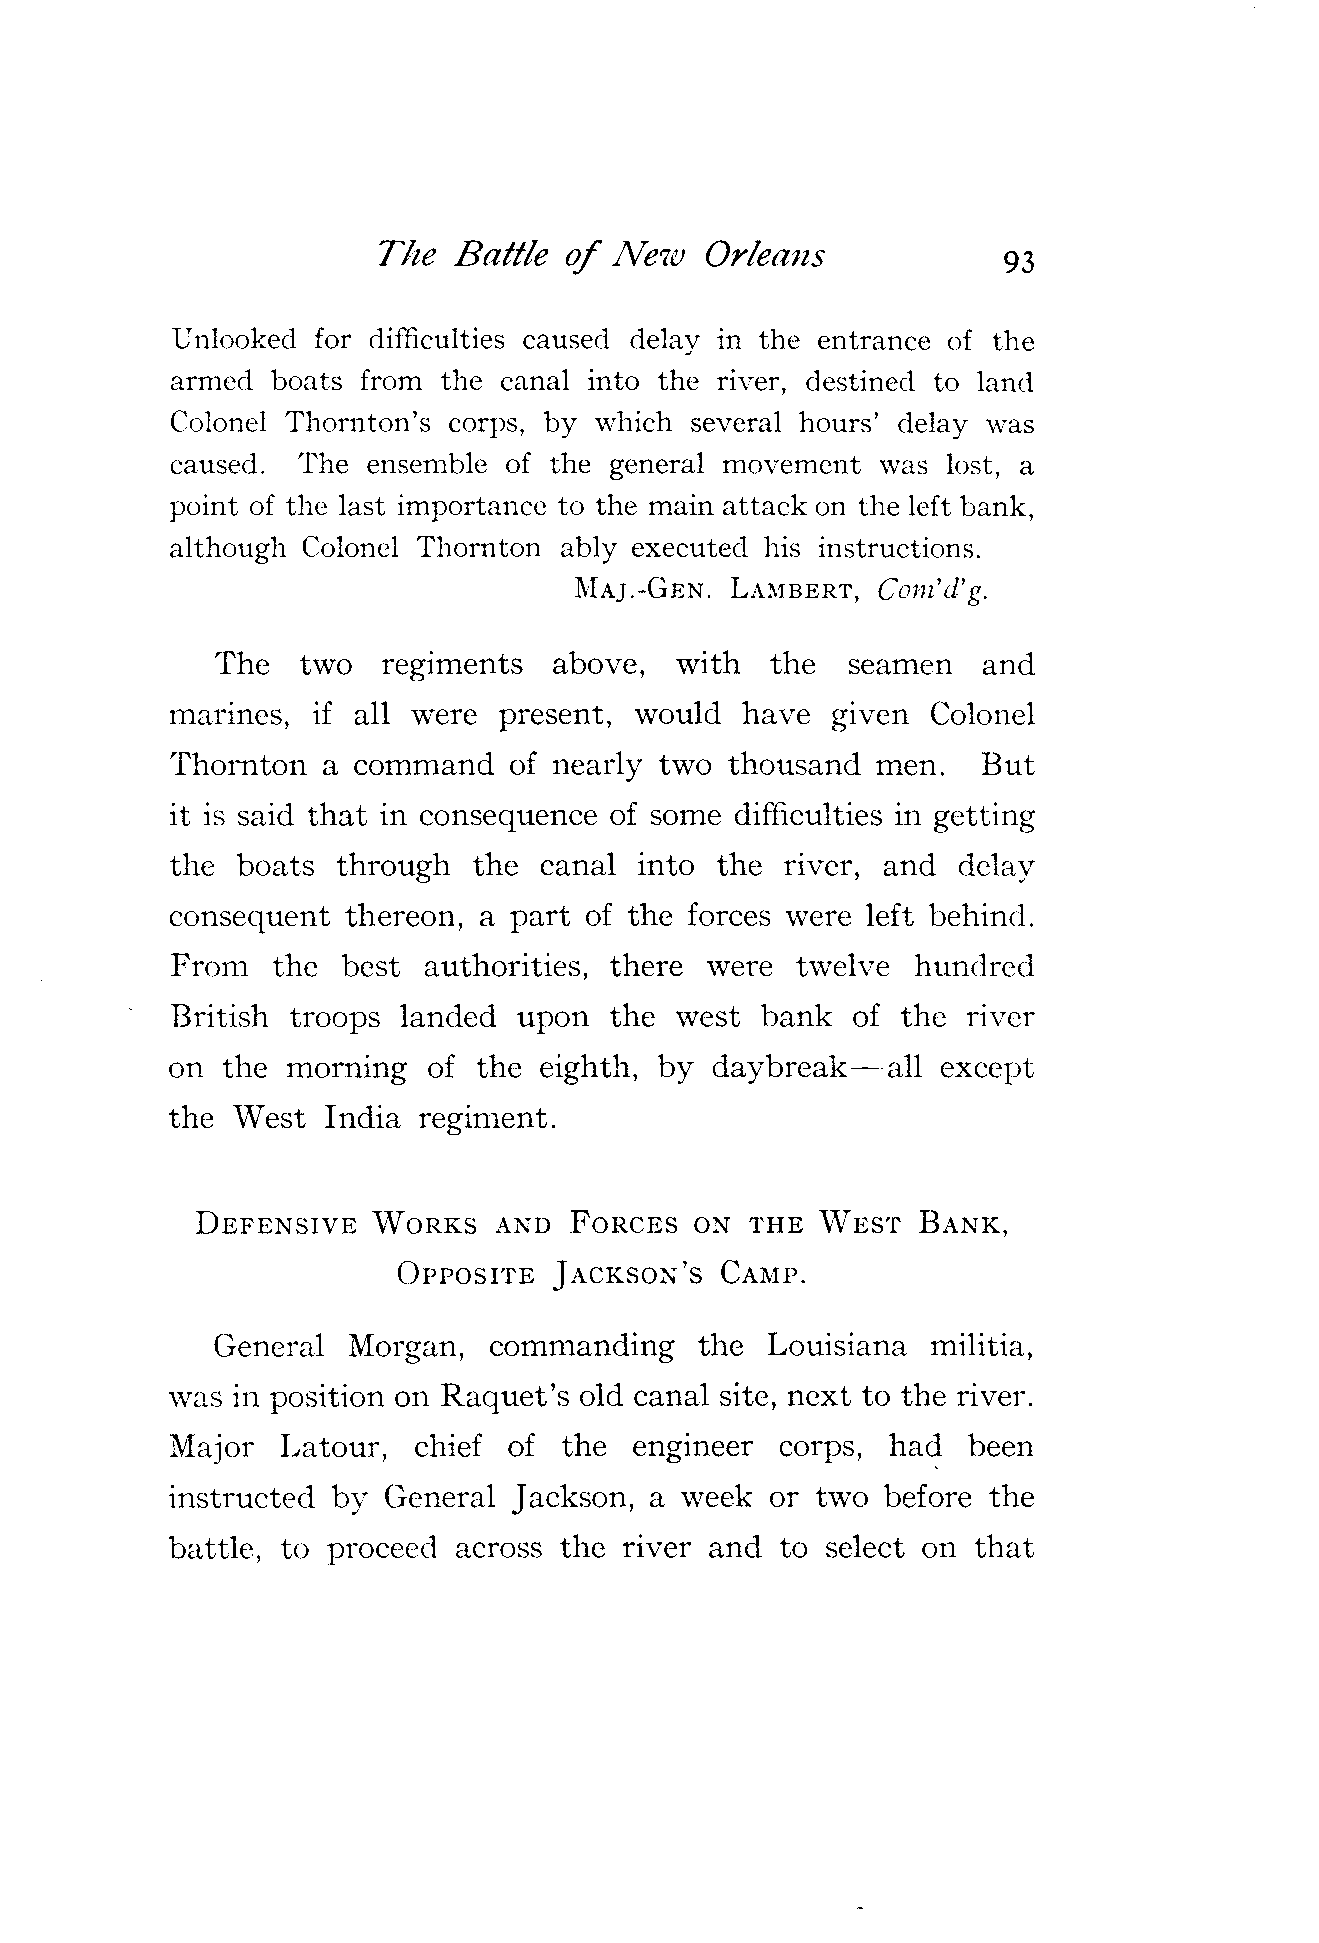 The Battle of New Orleans 93
Unlooked for difficulties caused delay in the entrance of the
armed boats from the canal into the river, destined to land
Colonel Thornton's corps, by which several hours' delay was
caused. The ensemble of the general movement was lost, a
point of the last importance to the main attack on the left bank,
although Colonel Thornton ably executed his instructions.
MAJ.-GEN. LAMBERT, Com'd'g.
The two regiments above, with the seamen and
marines, if all were present, would have given Colonel
Thornton a command of nearly two thousand men. But
it is said that in consequence of some difficulties in getting
the boats through the canal into the river, and delay
consequent thereon, a part of the forces were left behind.
From the best authorities, there were twelve hundred
British troops landed upon the west bank of the river
on the morning of the eighth, by daybreak—all except
the West India regiment.
DEFENSIVE WORKS AND FORCES ON THE WEST BANK,
OPPOSITE JACKSON'S CAMP.
General Morgan, commanding the Louisiana militia,
was in position on Raquet's old canal site, next to the river.
Major Latour, chief of the engineer corps, had been
instructed by General Jackson, a week or two before the
battle, to proceed across the river and to select on that